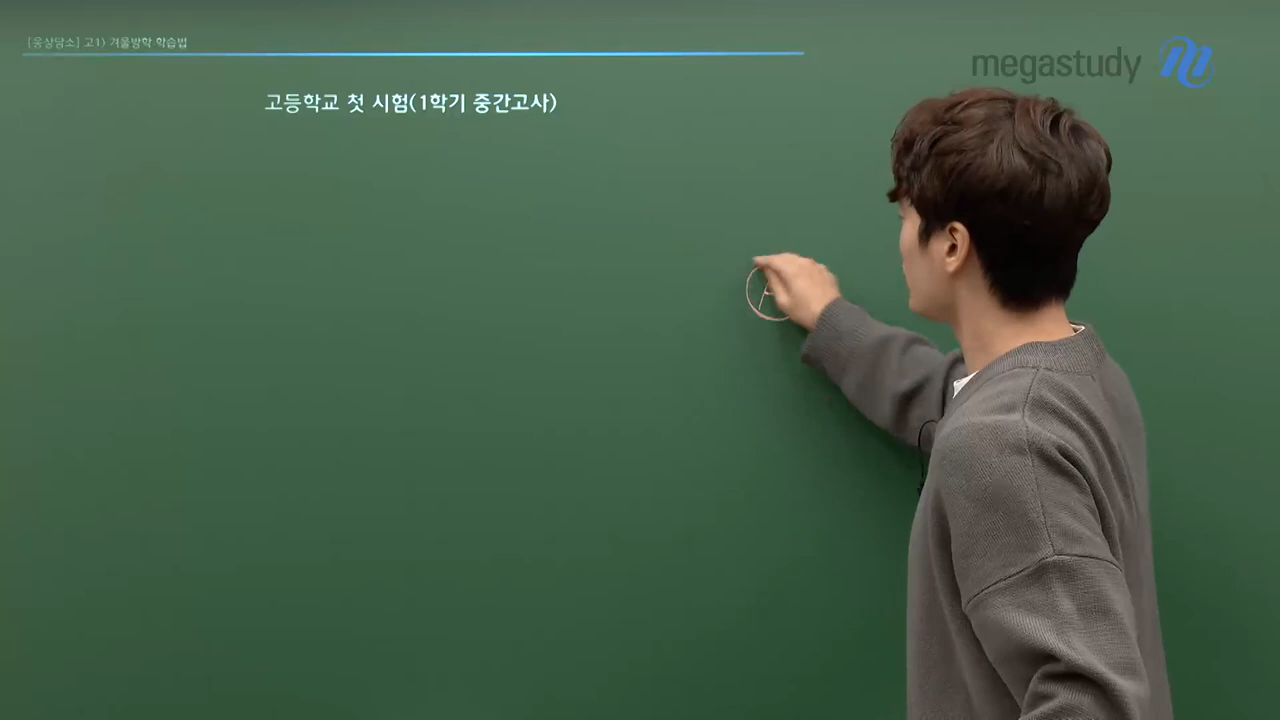 [웅상담소] 고1) 겨울방학 학습법
megastudy
고등학교 첫 시험(1학기 중간고사)